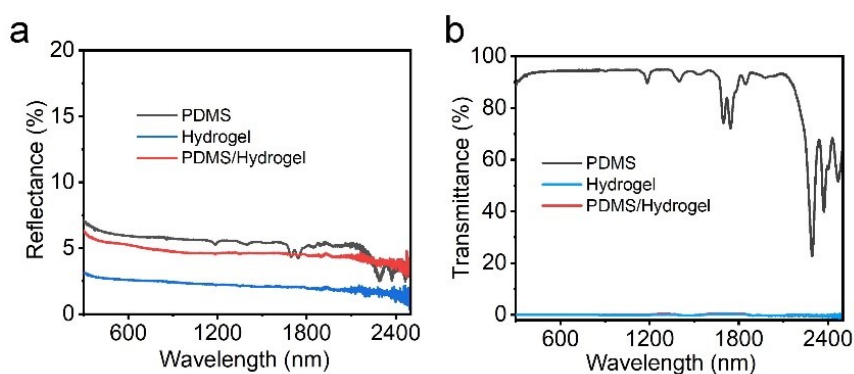 a
20
15
10
5
0
Reflectance (%)
PDMS
Hydrogel
PDMS/Hydrogel
600 1200 1800 2400
Wavelength (nm)
b
100
80
60
40
20
0
Transmittance (%)
PDMS
Hydrogel
PDMS/Hydrogel
600 1200 1800 2400
Wavelength (nm)